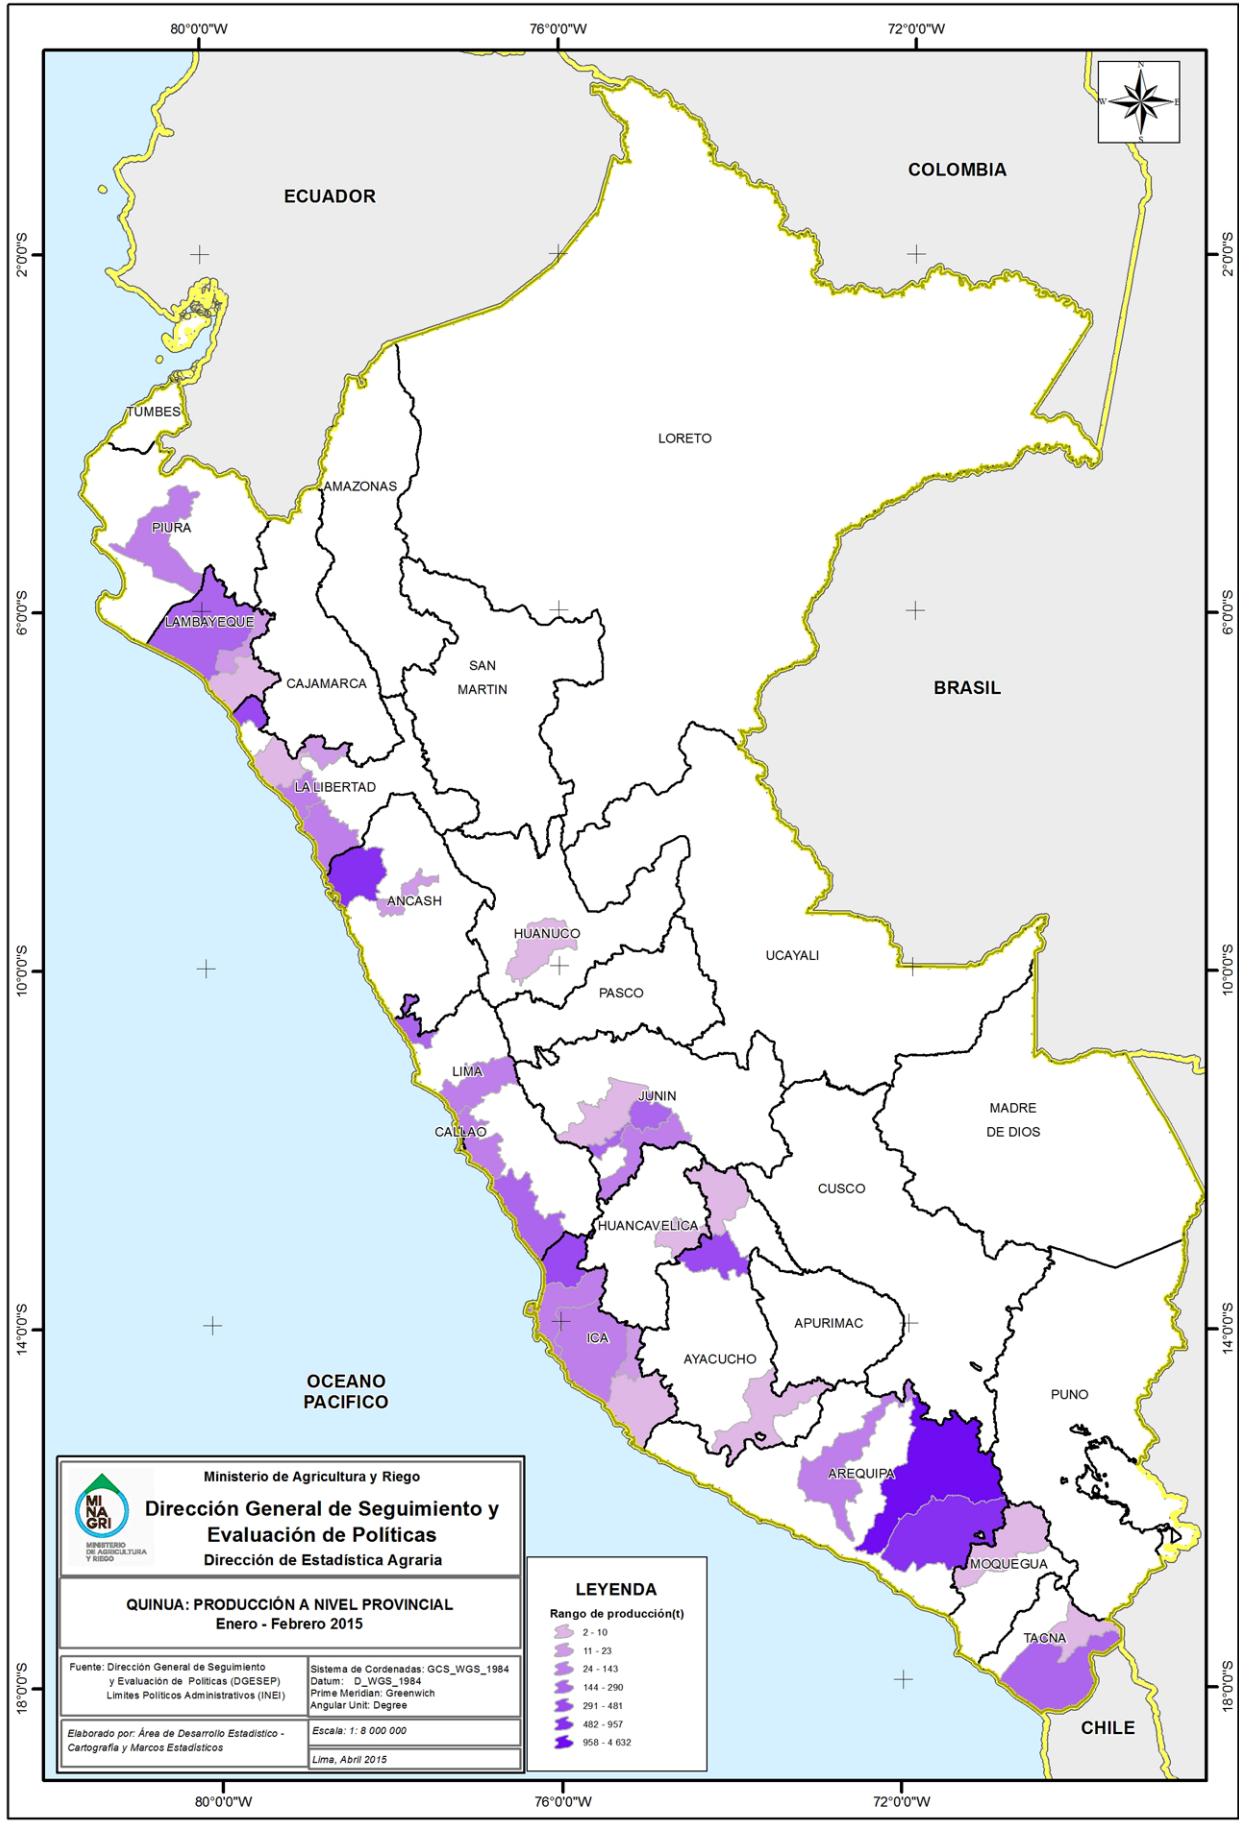 80°0'0"W
76°0'0"W
72°0'0"W
N
W
E
S
COLOMBIA
ECUADOR
2°0'0"S
2°0'0"S
TUMBES
LORETO
AMAZONAS
PIURA
6°0'0"S
LAMBAYEQUE
6°0'0"S
SAN
MARTIN
CAJAMARCA
BRASIL
LA LIBERTAD
ANCASH
HUANUCO
UCAYALI
10°0'0"S
PASCO
10°0'0"S
LIMA
JUNIN
MADRE
DE DIOS
CALLAO
CUSCO
HUANCAVELICA
14°0'0"S
ICA
APURIMAC
14°0'0"S
AYACUCHO
OCEANO
PACIFICO
PUNO
AREQUIPA
MOQUEGUA
TACNA
18°0'0"S
18°0'0"S
CHILE
MI
NA
GRI
MINISTERIO
DE AGRICULTURA
Y RIEGO
Ministerio de Agricultura y Riego
Dirección General de Seguimiento y
Evaluación de Políticas
Dirección de Estadística Agraria
QUINUA: PRODUCCIÓN A NIVEL PROVINCIAL
Enero - Febrero 2015
Fuente: Dirección General de Seguimiento
y Evaluación de Politicas (DGESEP)
Limites Politicos Administrativos (INEI)
Sistema de Cordenadas: GCS_WGS_1984
Datum: D_WGS_1984
Prime Meridian: Greenwich
Angular Unit: Degree
Elaborado por: Área de Desarrollo Estadístico -
Cartografía y Marcos Estadísticos
Escala: 1: 8 000 000
Lima, Abril 2015
LEYENDA
Rango de producción(t)
2 - 10
11 - 23
24 - 143
144 - 290
291 - 481
482 - 957
958 - 4 632
80°0'0"W
76°0'0"W
72°0'0"W